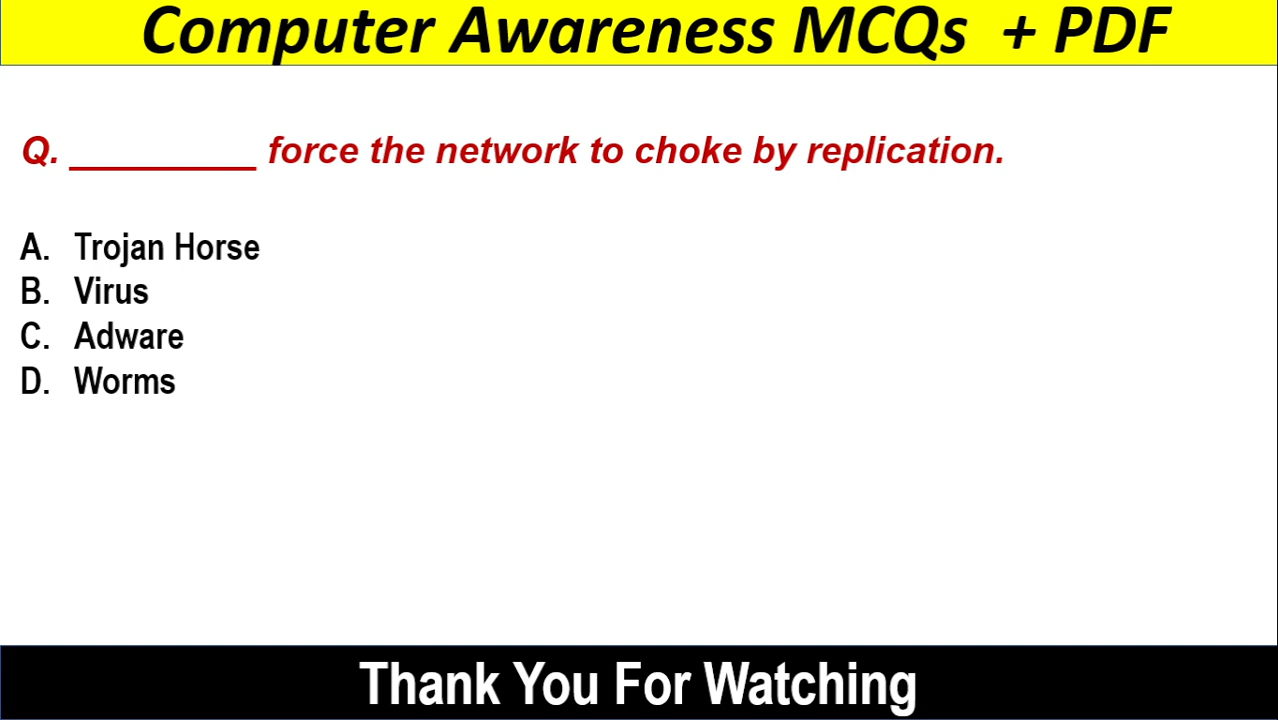 Computer Awareness MCQs + PDF
Q. _________ force the network to choke by replication.
A. Trojan Horse
B. Virus
C. Adware
D. Worms
Thank You For Watching